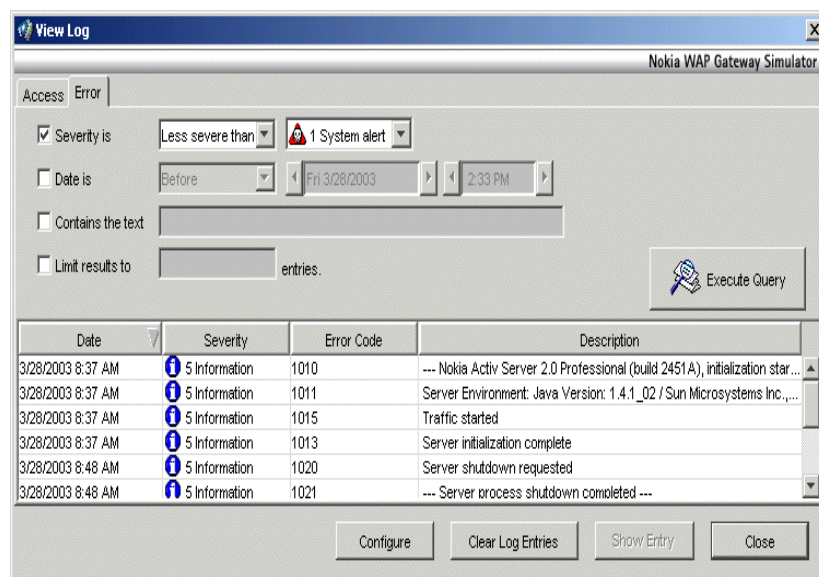 View Log
Nokia WAP Gateway Simulator
Access Error
Severity is Less severe than 1 System alert
Date is Before Fri 3/28/2003 2:33 PM
Contains the text
Limit results to entries.
Execute Query
Date Severity Error Code Description
3/28/2003 8:37 AM 5 Information 1010 --- Nokia Activ Server 2.0 Professional (build 2451A), initialization star...
3/28/2003 8:37 AM 5 Information 1011 Server Environment: Java Version: 1.4.1_02 / Sun Microsystems Inc.,...
3/28/2003 8:37 AM 5 Information 1015 Traffic started
3/28/2003 8:37 AM 5 Information 1013 Server initialization complete
3/28/2003 8:48 AM 5 Information 1020 Server shutdown requested
3/28/2003 8:48 AM 5 Information 1021 --- Server process shutdown completed ---
Configure Clear Log Entries Show Entry Close